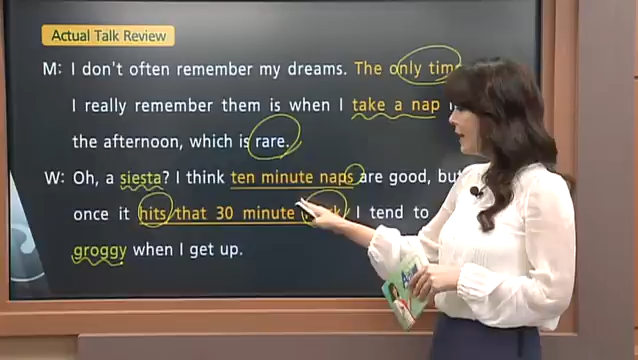 Actual Talk Review
M: I don't often remember my dreams. The only time
I really remember them is when I take a nap
the afternoon, which is rare.
W: Oh, a siesta? I think ten minute naps are good, but
once it hits that 30 minute I tend to
groggy when I get up.